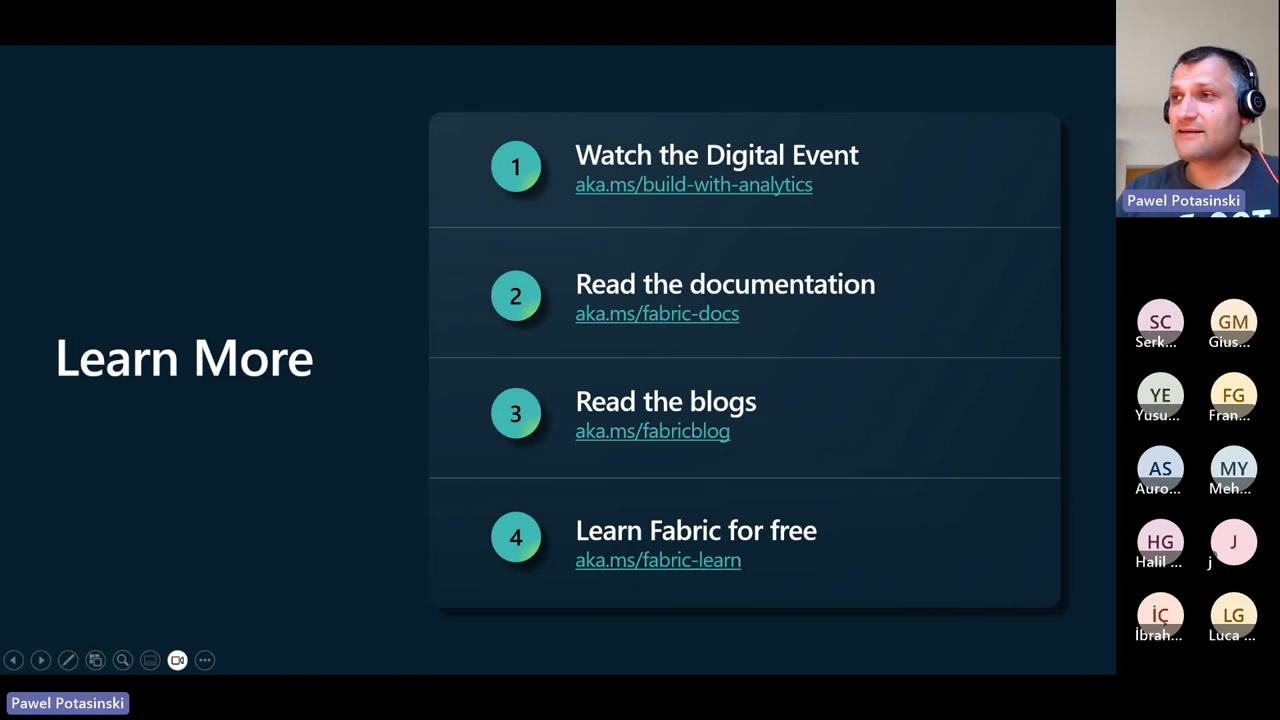 Learn More
1
Watch the Digital Event
aka.ms/build-with-analytics
2
Read the documentation
aka.ms/fabric-docs
3
Read the blogs
aka.ms/fabricblog
4
Learn Fabric for free
aka.ms/fabric-learn
Pawel Potasinski
Pawel Potasinski
SC
Serk...
GM
Gius...
YE
Yusu...
FG
Fran...
AS
Auro...
MY
Meh...
HG
Halil ...
J
j
İÇ
İbrah...
LG
Luca ...